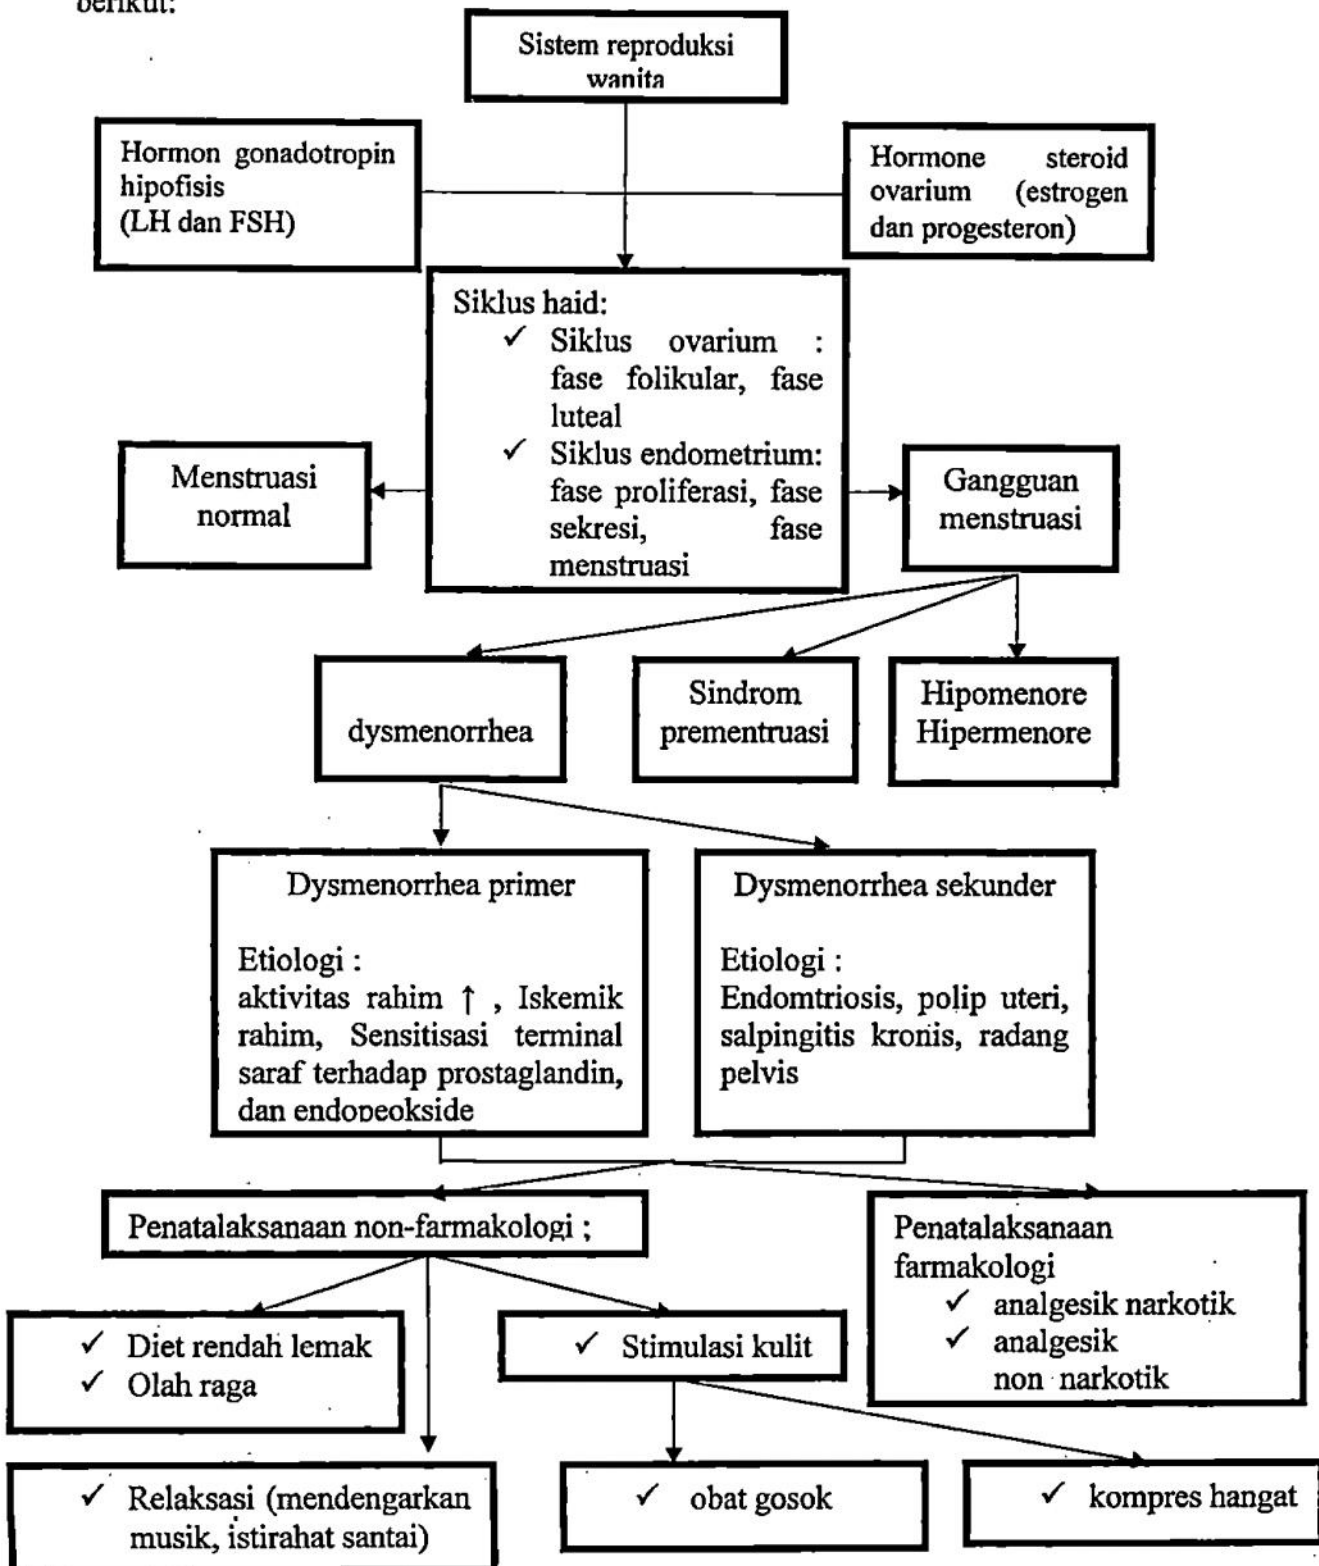 berikut:
Sistem reproduksi
wanita
Hormon gonadotropin
hipofisis
(LH dan FSH)
Hormone steroid
ovarium (estrogen
dan progesteron)
Siklus haid:
✓ Siklus ovarium :
fase folikular, fase
luteal
✓ Siklus endometrium:
fase proliferasi, fase
sekresi, fase
menstruasi
Menstruasi
normal
Gangguan
menstruasi
dysmenorrhea
Sindrom
prementruasi
Hipomenore
Hipermenore
Dysmenorrhea primer
Etiologi :
aktivitas rahim ↑ , Iskemik
rahim, Sensitisasi terminal
saraf terhadap prostaglandin,
dan endopeokside
Dysmenorrhea sekunder
Etiologi :
Endomtriosis, polip uteri,
salpingitis kronis, radang
pelvis
Penatalaksanaan non-farmakologi ;
Penatalaksanaan
farmakologi
✓ analgesik narkotik
✓ analgesik
non narkotik
✓ Diet rendah lemak
✓ Olah raga
✓ Stimulasi kulit
✓ Relaksasi (mendengarkan
musik, istirahat santai)
✓ obat gosok
✓ kompres hangat